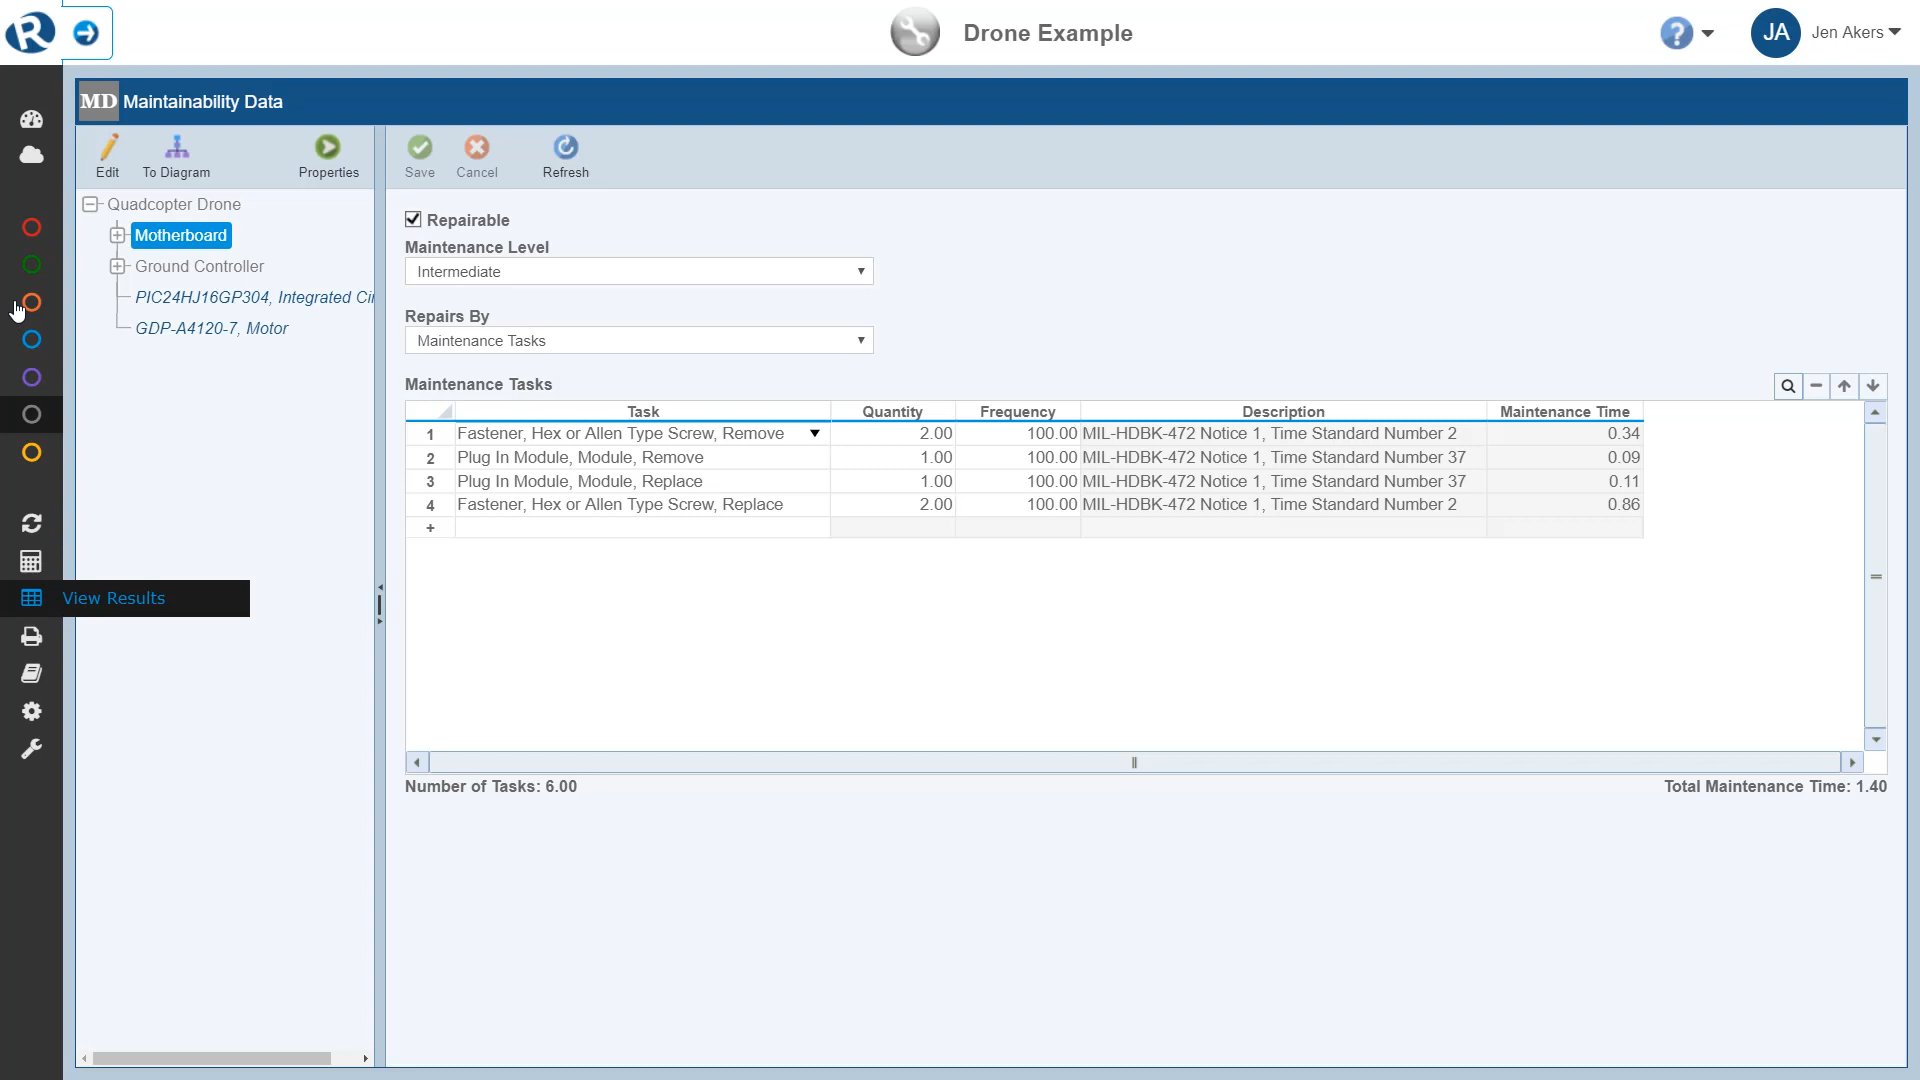 R
Drone Example
?
JA
Jen Akers
MD Maintainability Data
Edit
To Diagram
Properties
Save
Cancel
Refresh
Quadcopter Drone
Motherboard
Ground Controller
PIC24HJ16GP304, Integrated Ci
GDP-A4120-7, Motor
View Results
Repairable
Maintenance Level
Intermediate
Repairs By
Maintenance Tasks
Maintenance Tasks
Task Quantity Frequency Description Maintenance Time
1 Fastener, Hex or Allen Type Screw, Remove 2.00 100.00 MIL-HDBK-472 Notice 1, Time Standard Number 2 0.34
2 Plug In Module, Module, Remove 1.00 100.00 MIL-HDBK-472 Notice 1, Time Standard Number 37 0.09
3 Plug In Module, Module, Replace 1.00 100.00 MIL-HDBK-472 Notice 1, Time Standard Number 37 0.11
4 Fastener, Hex or Allen Type Screw, Replace 2.00 100.00 MIL-HDBK-472 Notice 1, Time Standard Number 2 0.86
+
Number of Tasks: 6.00
Total Maintenance Time: 1.40